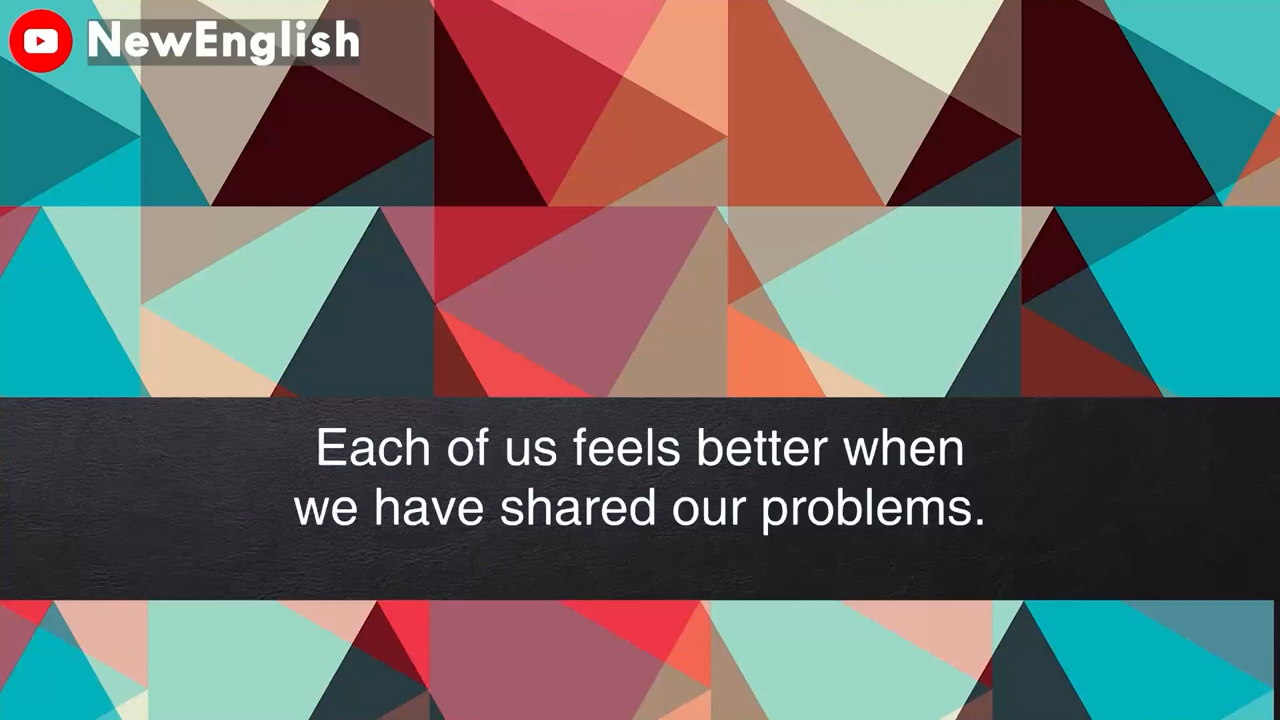 NewEnglish
Each of us feels better when
we have shared our problems.